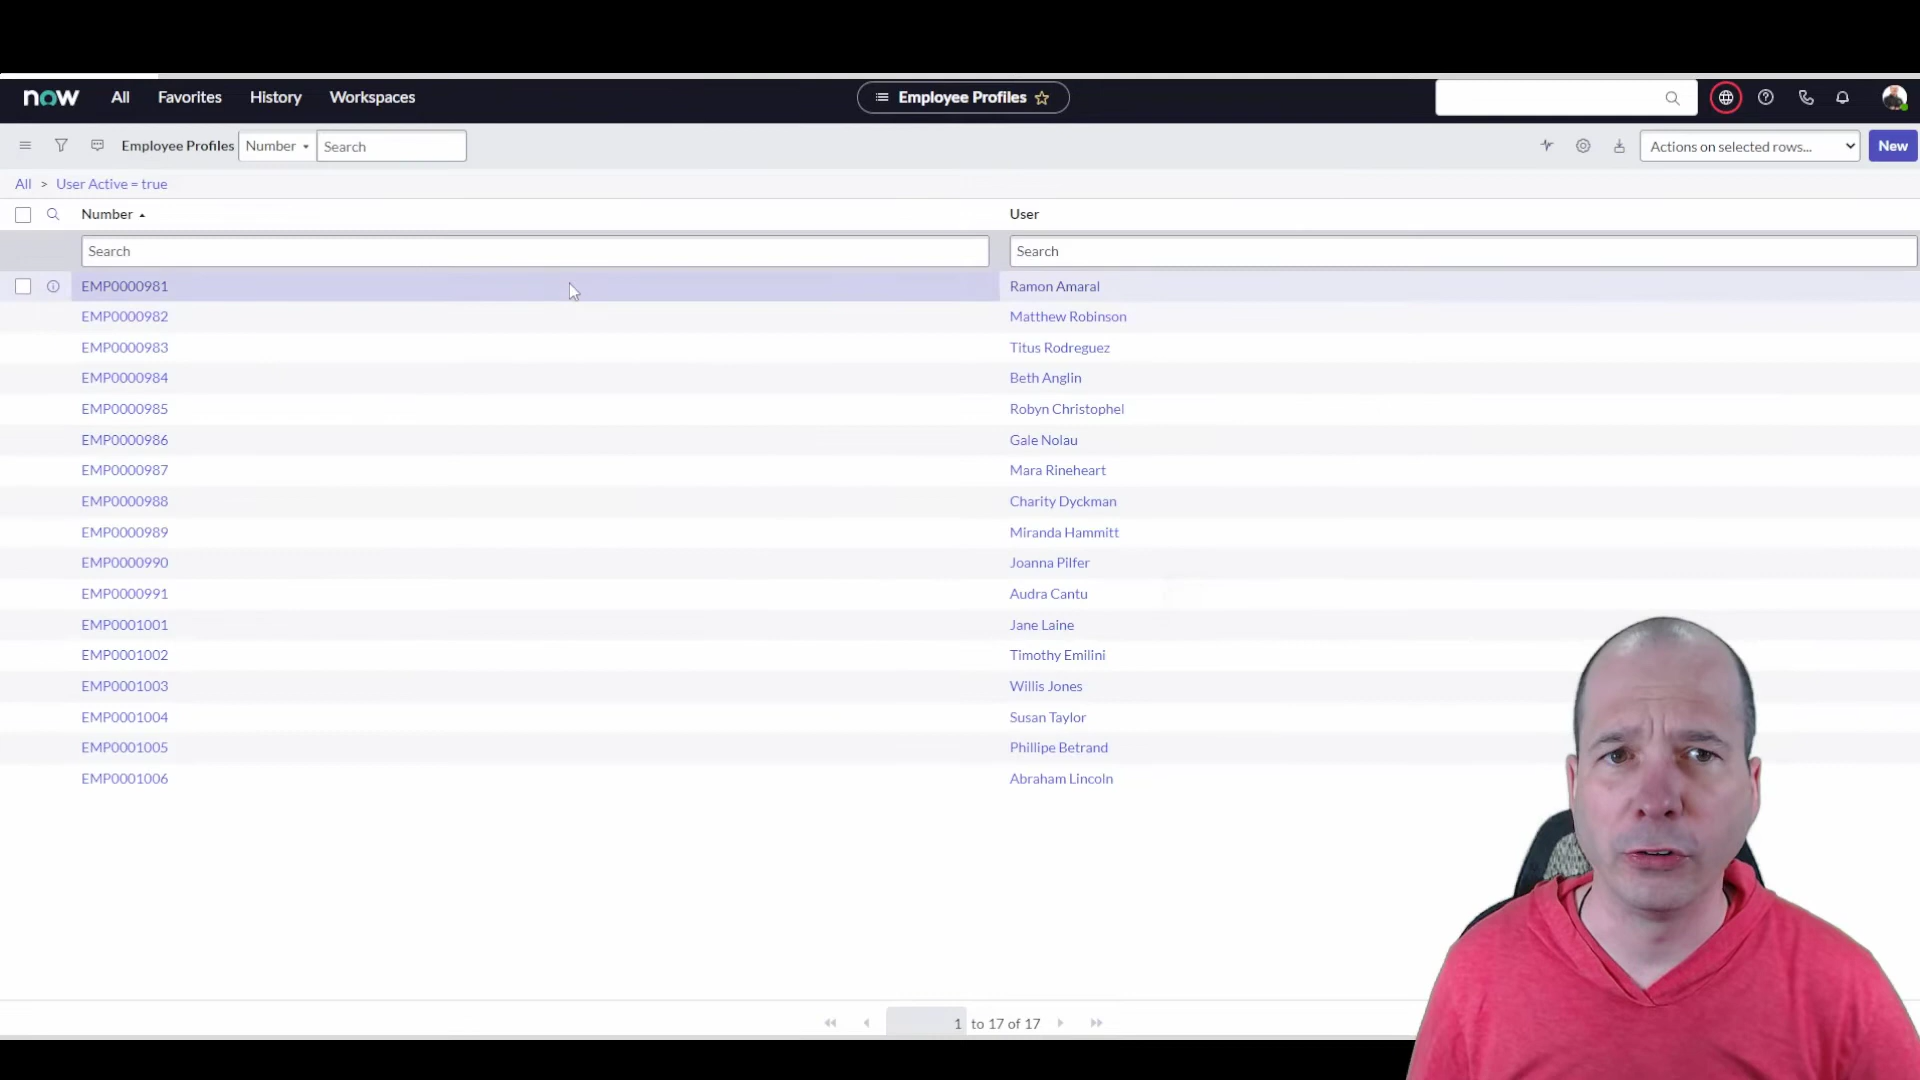 now All Favorites History Workspaces Employee Profiles
Employee Profiles Number Search Actions on selected rows... New
All > User Active = true
Number User
Search Search
EMP0000981 Ramon Amaral
EMP0000982 Matthew Robinson
EMP0000983 Titus Rodreguez
EMP0000984 Beth Anglin
EMP0000985 Robyn Christophel
EMP0000986 Gale Nolau
EMP0000987 Mara Rineheart
EMP0000988 Charity Dyckman
EMP0000989 Miranda Hammitt
EMP0000990 Joanna Pilfer
EMP0000991 Audra Cantu
EMP0001001 Jane Laine
EMP0001002 Timothy Emilini
EMP0001003 Willis Jones
EMP0001004 Susan Taylor
EMP0001005 Phillipe Betrand
EMP0001006 Abraham Lincoln
1 to 17 of 17